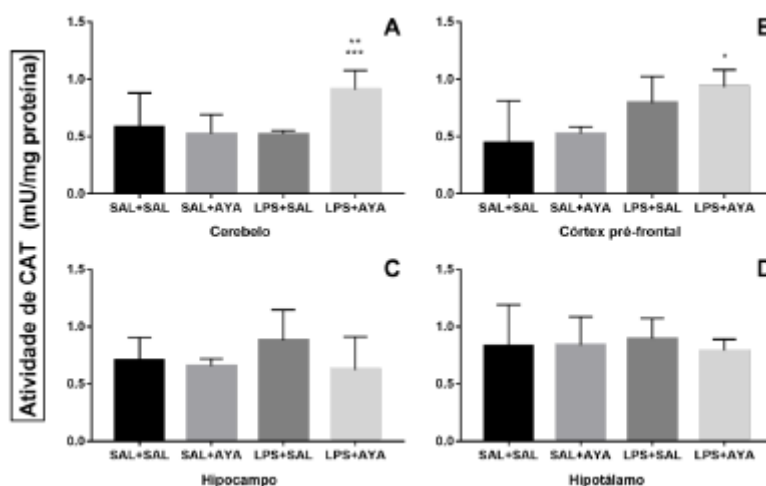 Atividade de CAT (mU/mg proteína)
A
1.5
**
***
1.0
0.5
0.0
SAL+SAL SAL+AYA LPS+SAL LPS+AYA
Cerebelo
B
1.5
*
1.0
0.5
0.0
SAL+SAL SAL+AYA LPS+SAL LPS+AYA
Córtex pré-frontal
C
1.5
1.0
0.5
0.0
SAL+SAL SAL+AYA LPS+SAL LPS+AYA
Hipocampo
D
1.5
1.0
0.5
0.0
SAL+SAL SAL+AYA LPS+SAL LPS+AYA
Hipotálamo